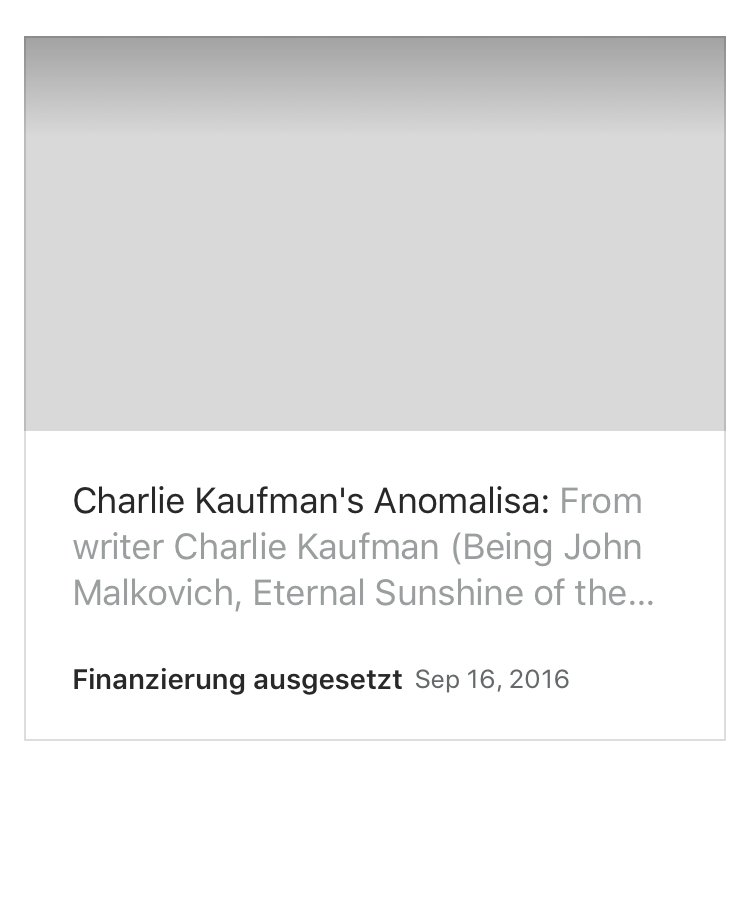 Charlie Kaufman's Anomalisa: From
writer Charlie Kaufman (Being John
Malkovich, Eternal Sunshine of the...
Finanzierung ausgesetzt Sep 16, 2016